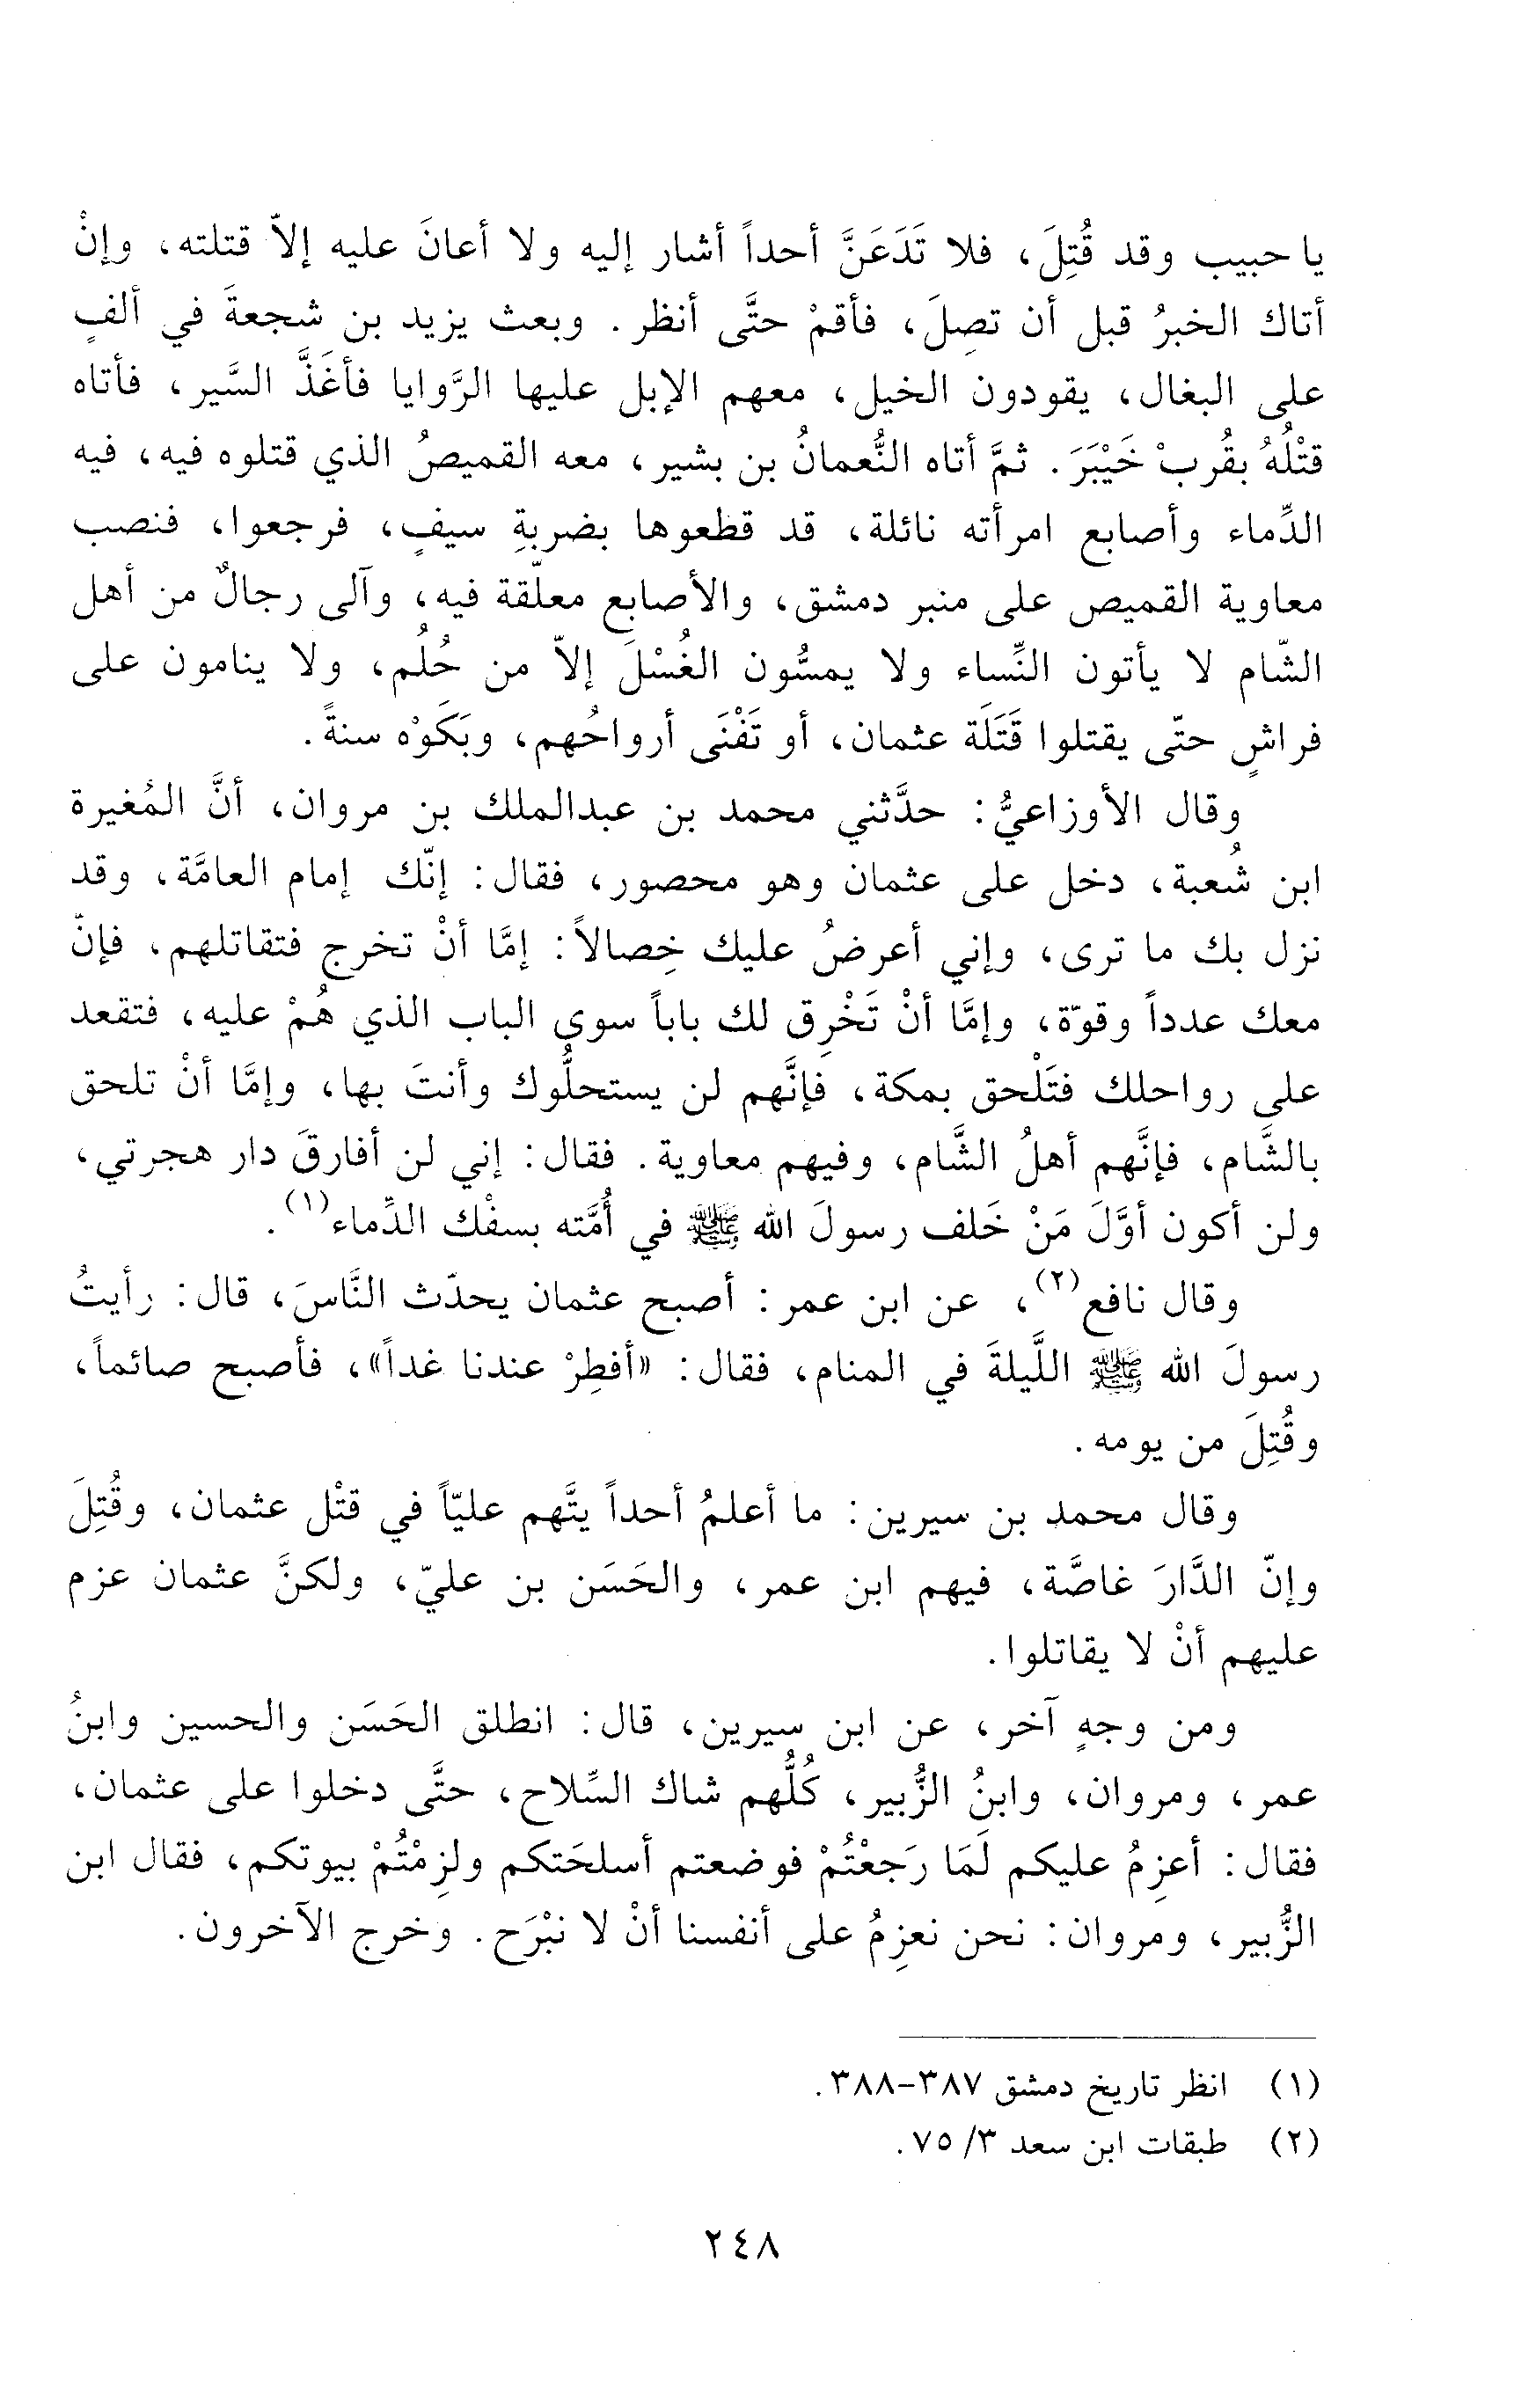 يا حبيب وقد قُتِلَ، فلا تَدَعَنَّ أحداً أشار إليه ولا أعانَ عليه إلاّ قتلته، وإنْ
أتاك الخبرُ قبل أن تصِلَ، فأقمْ حتَّى أنظر. وبعث يزيد بن شجعةَ في ألفٍ
على البغال، يقودون الخيل، معهم الإبل عليها الرَّوايا فأغَذَّ السَّير، فأتاه
قتْلُهُ بقُربْ خَيْبَرَ. ثمَّ أتاه النُّعمانُ بن بشير، معه القميصُ الذي قتلوه فيه، فيه
الدِّماء وأصابع امرأته نائلة، قد قطعوها بضربةِ سيفٍ، فرجعوا، فنصب
معاوية القميص على منبر دمشق، والأصابع معلّقة فيه، وآلى رجالٌ من أهل
الشّام لا يأتون النِّساء ولا يمسُّون الغُسْلَ إلاّ من حُلُم، ولا ينامون على
فراشٍ حتّى يقتلوا قَتَلَة عثمان، أو تَفْنَى أرواحُهم، وبَكَوْه سنةً.
وقال الأوزاعيُّ: حدَّثني محمد بن عبدالملك بن مروان، أنَّ المُغيرة
ابن شُعبة، دخل على عثمان وهو محصور، فقال: إنّك إمام العامَّة، وقد
نزل بك ما ترى، وإني أعرضُ عليك خِصالاً: إمَّا أنْ تخرج فتقاتلهم، فإنّ
معك عدداً وقوّة، وإمَّا أنْ تَخْرِق لك باباً سوى الباب الذي هُمْ عليه، فتقعد
على رواحلك فتَلْحق بمكة، فإنَّهم لن يستحلُّوك وأنتَ بها، وإمَّا أنْ تلحق
بالشَّام، فإنَّهم أهلُ الشَّام، وفيهم معاوية. فقال: إني لن أفارقَ دار هجرتي،
ولن أكون أوَّلَ مَنْ خَلف رسولَ الله ﷺ في أُمَّته بسفْك الدِّماء(١).
وقال نافع(٢)، عن ابن عمر: أصبح عثمان يحدّث النَّاسَ، قال: رأيتُ
رسولَ الله ﷺ اللَّيلةَ في المنام، فقال: «أفطِرْ عندنا غداً»، فأصبح صائماً،
وقُتِلَ من يومه.
وقال محمد بن سيرين: ما أعلمُ أحداً يتَّهم عليّاً في قتْل عثمان، وقُتِلَ
وإنّ الدَّارَ غاصَّة، فيهم ابن عمر، والحَسَن بن عليّ، ولكنَّ عثمان عزم
عليهم أنْ لا يقاتلوا.
ومن وجهٍ آخر، عن ابن سيرين، قال: انطلق الحَسَن والحسين وابنُ
عمر، ومروان، وابنُ الزُّبير، كُلُّهم شاك السِّلاح، حتَّى دخلوا على عثمان،
فقال: أعزِمُ عليكم لَمَا رَجعْتُمْ فوضعتم أسلحَتكم ولزِمْتُمْ بيوتكم، فقال ابن
الزُّبير، ومروان: نحن نعزِمُ على أنفسنا أنْ لا نبْرَح. وخرج الآخرون.
(١) انظر تاريخ دمشق ٣٨٧-٣٨٨.
(٢) طبقات ابن سعد ٣/ ٧٥.
٢٤٨